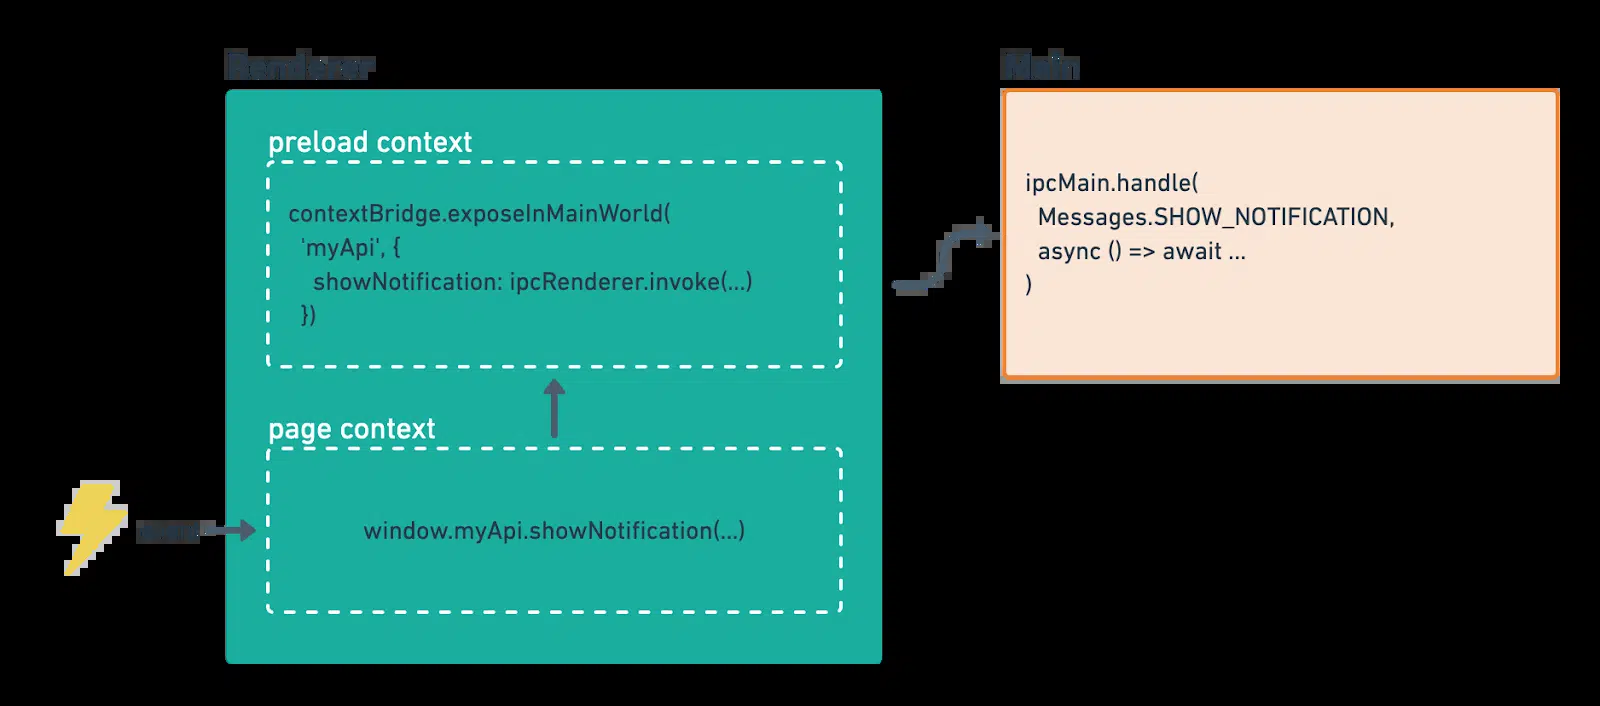 Renderer
Main
preload context
contextBridge.exposeInMainWorld(
'myApi', {
showNotification: ipcRenderer.invoke(...)
})
ipcMain.handle(
Messages.SHOW_NOTIFICATION,
async () => await ...
)
page context
window.myApi.showNotification(...)